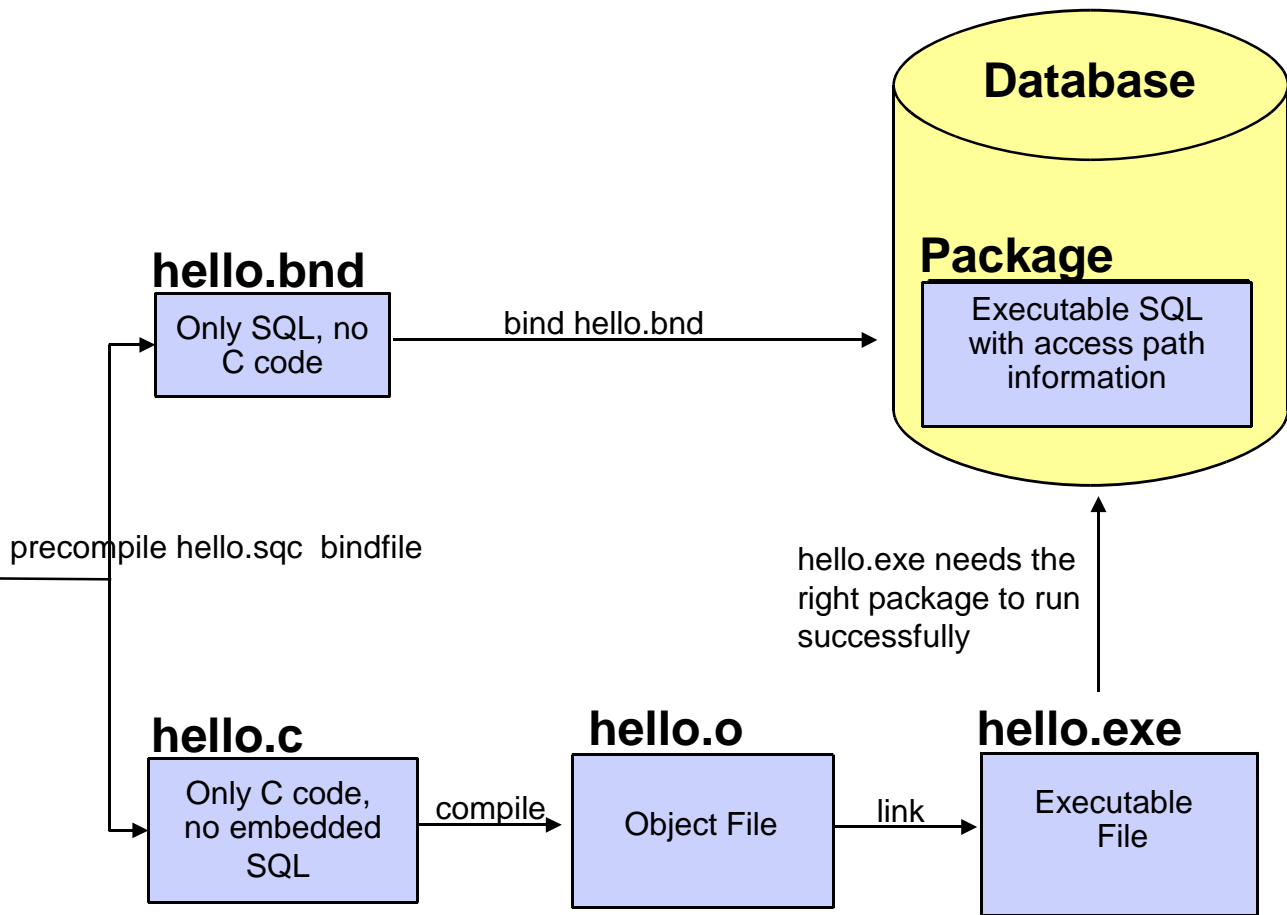 Database
Package
Executable SQL
with access path
information
hello.bnd
Only SQL, no
C code
bind hello.bnd
precompile hello.sqc bindfile
hello.exe needs the
right package to run
successfully
hello.c
Only C code,
no embedded
SQL
compile
hello.o
Object File
link
hello.exe
Executable
File